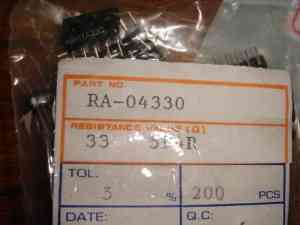 PART NO.
RA-04330
RESISTANCE VALUE (Ω)
33
TOL.
5 % 200 PCS
DATE: Q.C.